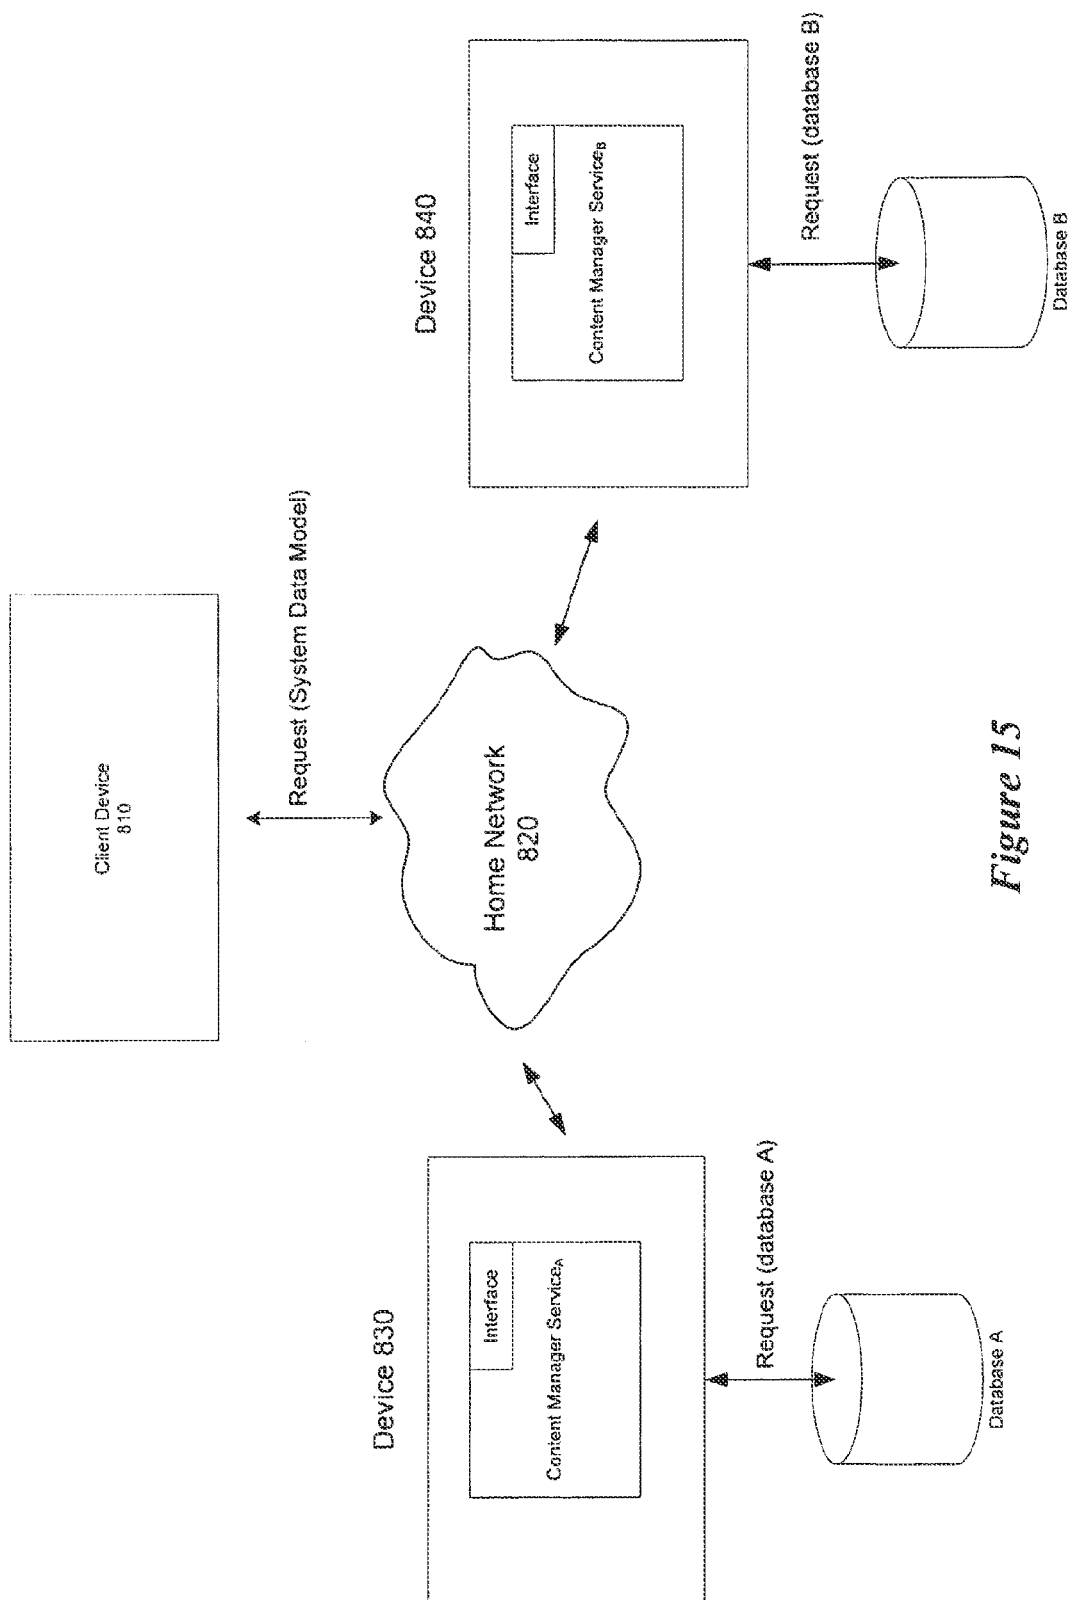 Client Device
810
Request (System Data Model)
Home Network
820
Device 830
Interface
Content Manager ServiceA
Request (database A)
Database A
Device 840
Interface
Content Manager ServiceB
Request (database B)
Database B
Figure 15